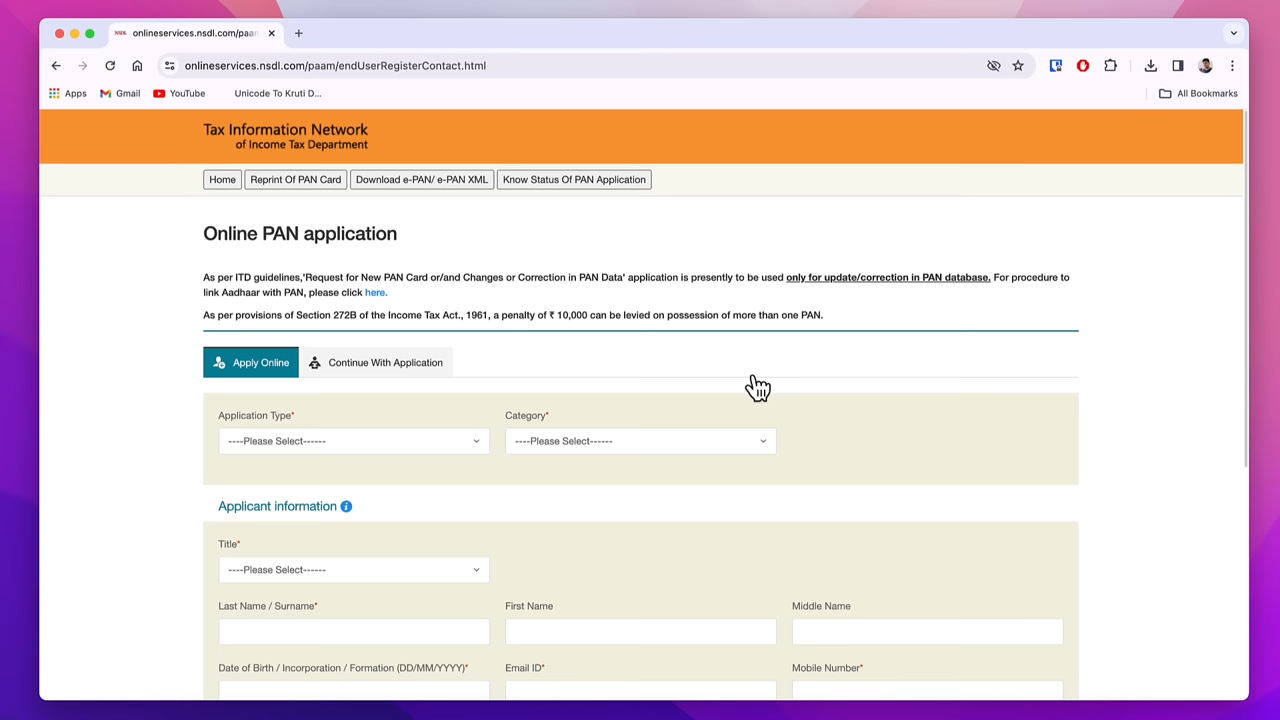 NSDL onlineservices.nsdl.com/paa
onlineservices.nsdl.com/paam/endUserRegisterContact.html
Apps Gmail YouTube Unicode To Kruti D... All Bookmarks
Tax Information Network
of Income Tax Department
Home Reprint Of PAN Card Download e-PAN/ e-PAN XML Know Status Of PAN Application
Online PAN application
As per ITD guidelines,'Request for New PAN Card or/and Changes or Correction in PAN Data' application is presently to be used only for update/correction in PAN database. For procedure to
link Aadhaar with PAN, please click here.
As per provisions of Section 272B of the Income Tax Act., 1961, a penalty of ₹ 10,000 can be levied on possession of more than one PAN.
Apply Online Continue With Application
Application Type* Category*
----Please Select------ ----Please Select------
Applicant information
Title*
----Please Select------
Last Name / Surname* First Name Middle Name
Date of Birth / Incorporation / Formation (DD/MM/YYYY)* Email ID* Mobile Number*